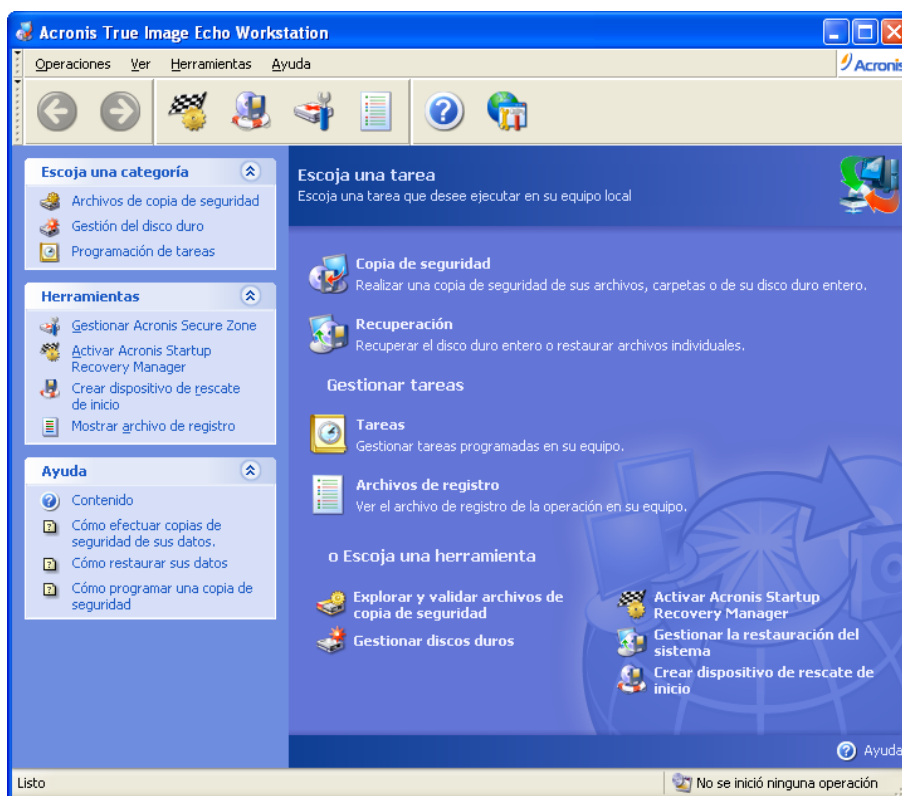 Acronis True Image Echo Workstation
Operaciones Ver Herramientas Ayuda
Acronis
Escoja una categoría
Archivos de copia de seguridad
Gestión del disco duro
Programación de tareas
Herramientas
Gestionar Acronis Secure Zone
Activar Acronis Startup
Recovery Manager
Crear dispositivo de rescate
de inicio
Mostrar archivo de registro
Ayuda
Contenido
Cómo efectuar copias de
seguridad de sus datos.
Cómo restaurar sus datos
Cómo programar una copia de
seguridad
Escoja una tarea
Escoja una tarea que desee ejecutar en su equipo local
Copia de seguridad
Realizar una copia de seguridad de sus archivos, carpetas o de su disco duro entero.
Recuperación
Recuperar el disco duro entero o restaurar archivos individuales.
Gestionar tareas
Tareas
Gestionar tareas programadas en su equipo.
Archivos de registro
Ver el archivo de registro de la operación en su equipo.
o Escoja una herramienta
Explorar y validar archivos de
copia de seguridad
Gestionar discos duros
Activar Acronis Startup
Recovery Manager
Gestionar la restauración del
sistema
Crear dispositivo de rescate de
inicio
Ayuda
Listo
No se inició ninguna operación